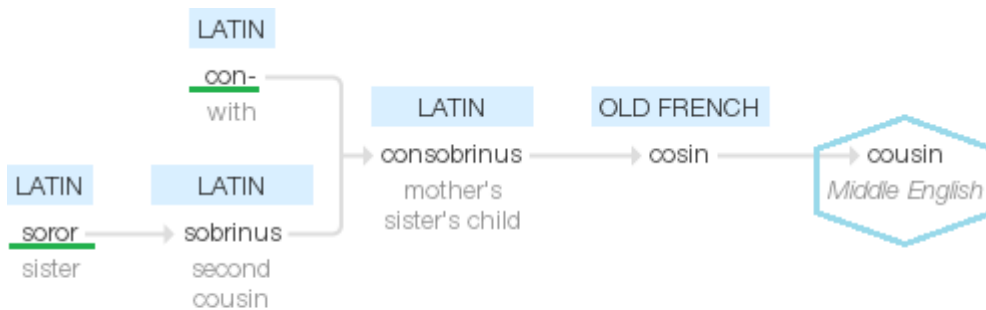 LATIN
con-
with
LATIN
soror
sister
LATIN
sobrinus
second
cousin
LATIN
consobrinus
mother's
sister's child
OLD FRENCH
cosin
cousin
Middle English